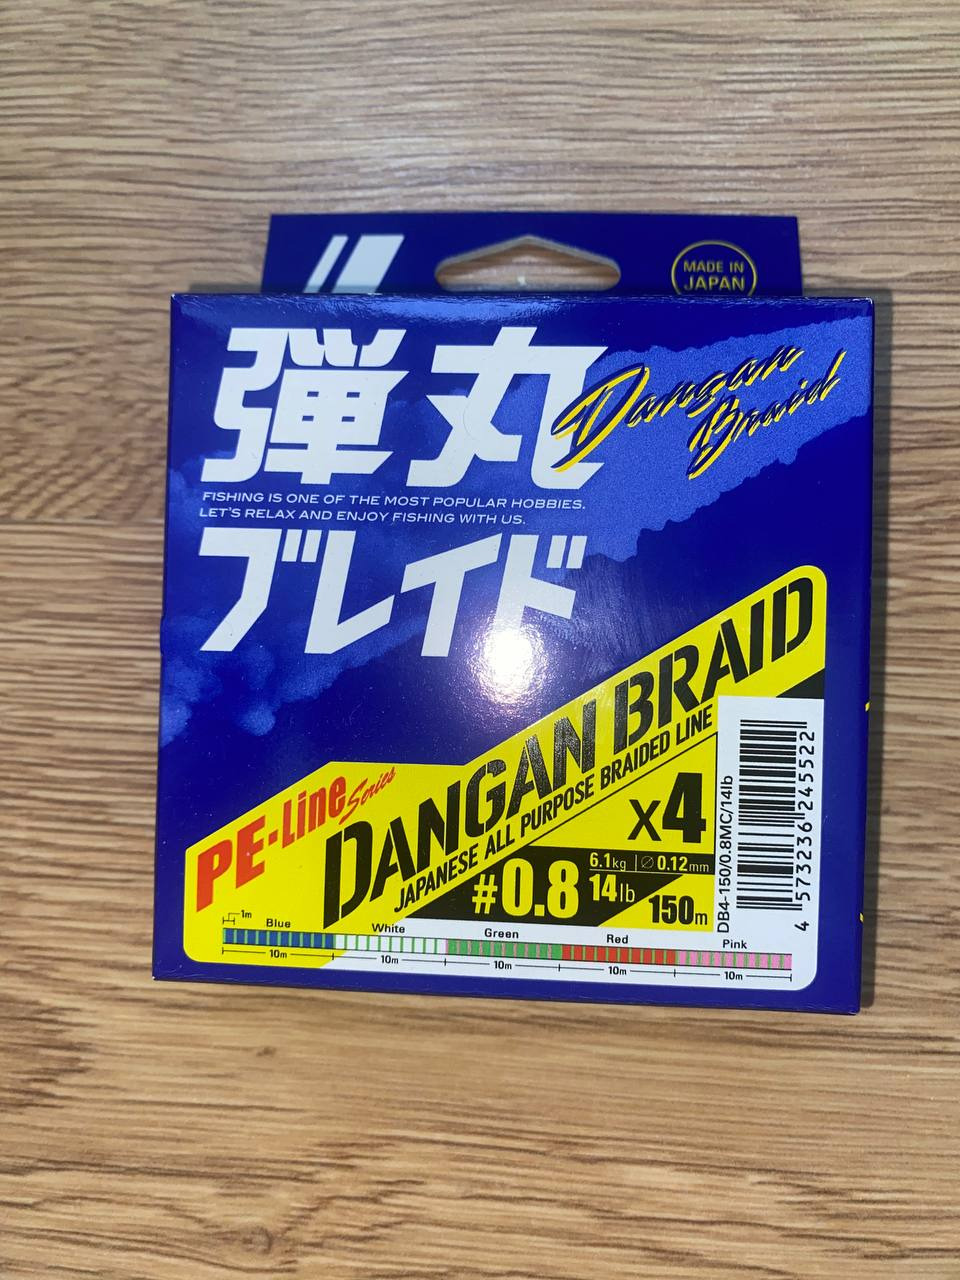 MADE IN
JAPAN
弾丸
Dangan
Braid
FISHING IS ONE OF THE MOST POPULAR HOBBIES.
LET'S RELAX AND ENJOY FISHING WITH US.
ブレイド
PE-Line Series
DANGAN BRAID
JAPANESE ALL PURPOSE BRAIDED LINE
X4
#0.8
6.1kg
Ø 0.12mm
14lb
150m
DB4-150/0.8MC/14lb
4 573236 245522
1m
Blue
White
Green
Red
Pink
10m
10m
10m
10m
10m